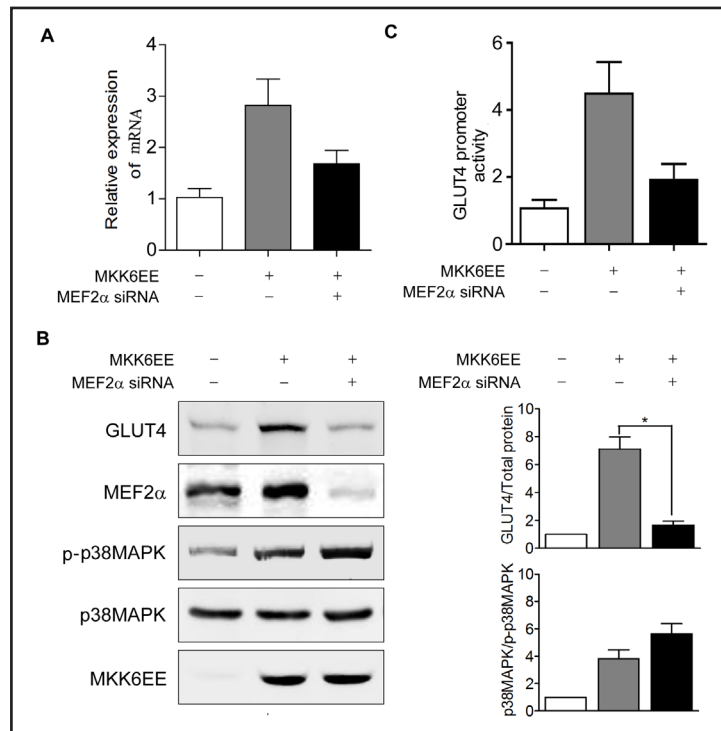 A
Relative expression
of mRNA
4
3
2
1
0
MKK6EE – + +
MEF2α siRNA – – +
C
GLUT4 promoter
activity
6
4
2
0
MKK6EE – + +
MEF2α siRNA – – +
B
MKK6EE – + +
MEF2α siRNA – – +
GLUT4
MEF2α
p-p38MAPK
p38MAPK
MKK6EE
MKK6EE – + +
MEF2α siRNA – – +
GLUT4/Total protein
10
8
6
4
2
0
*
p38MAPK/p-p38MAPK
10
8
6
4
2
0